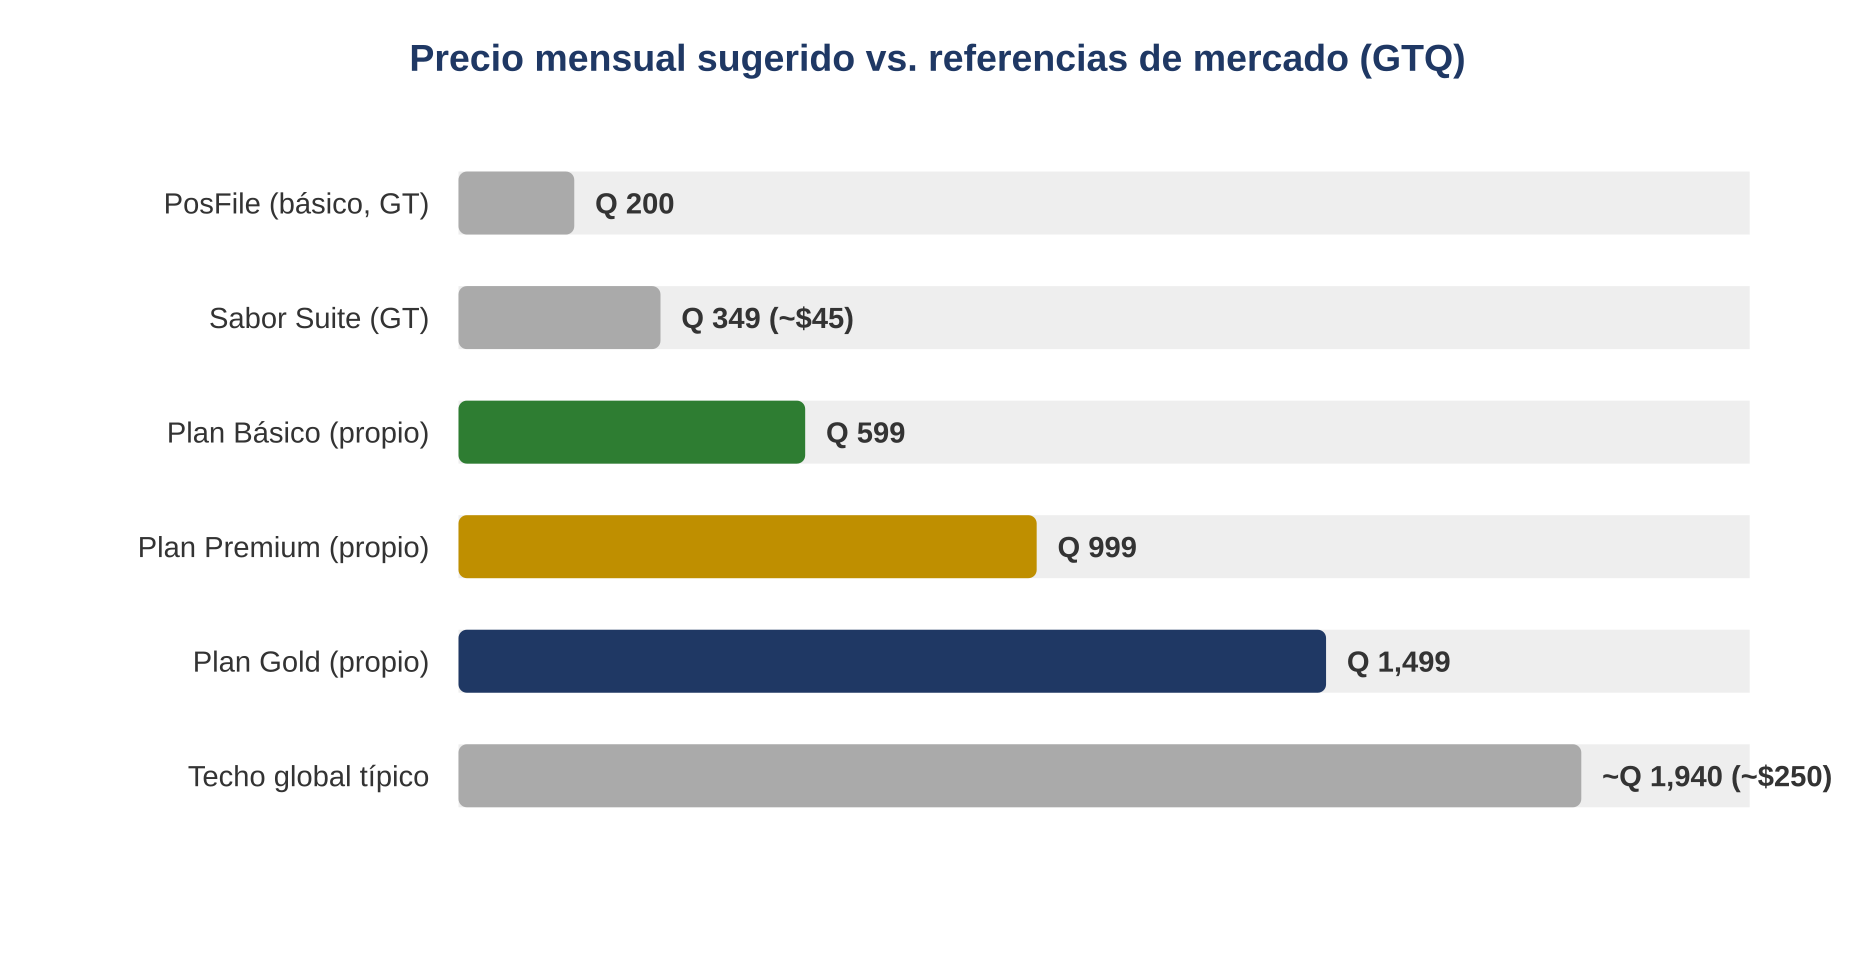 Precio mensual sugerido vs. referencias de mercado (GTQ)
PosFile (básico, GT) Q 200
Sabor Suite (GT) Q 349 (~$45)
Plan Básico (propio) Q 599
Plan Premium (propio) Q 999
Plan Gold (propio) Q 1,499
Techo global típico ~Q 1,940 (~$250)